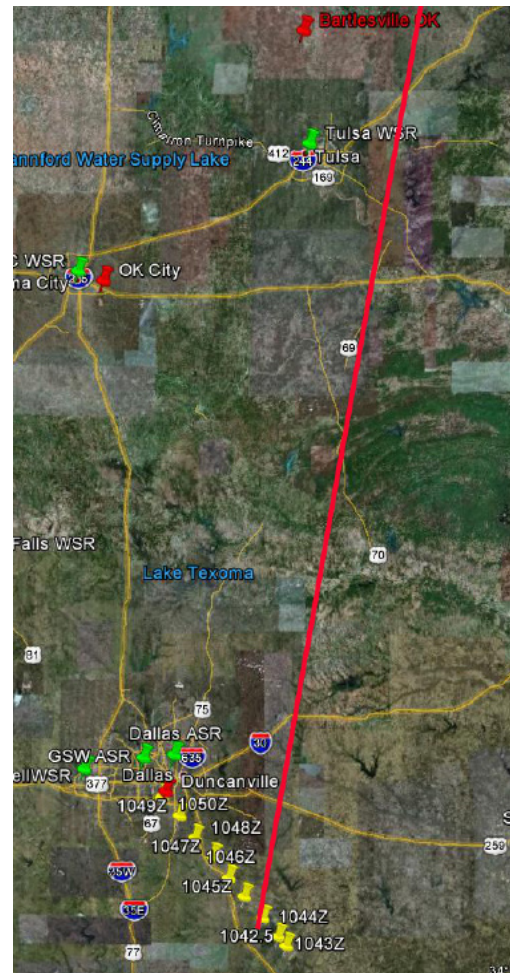 Bartlesville OK
Cimarron Turnpike
Tulsa WSR
412
244
Tulsa
169
annford Water Supply Lake
C WSR
OK City
ma City
69
Falls WSR
70
Lake Texoma
81
75
30
Dallas ASR
635
GSW ASR
ellWSR
377
Dallas
Duncanville
1049Z
1050Z
67
1048Z
1047Z
1046Z
259
35W
1045Z
35E
1044Z
1042.5
1043Z
77